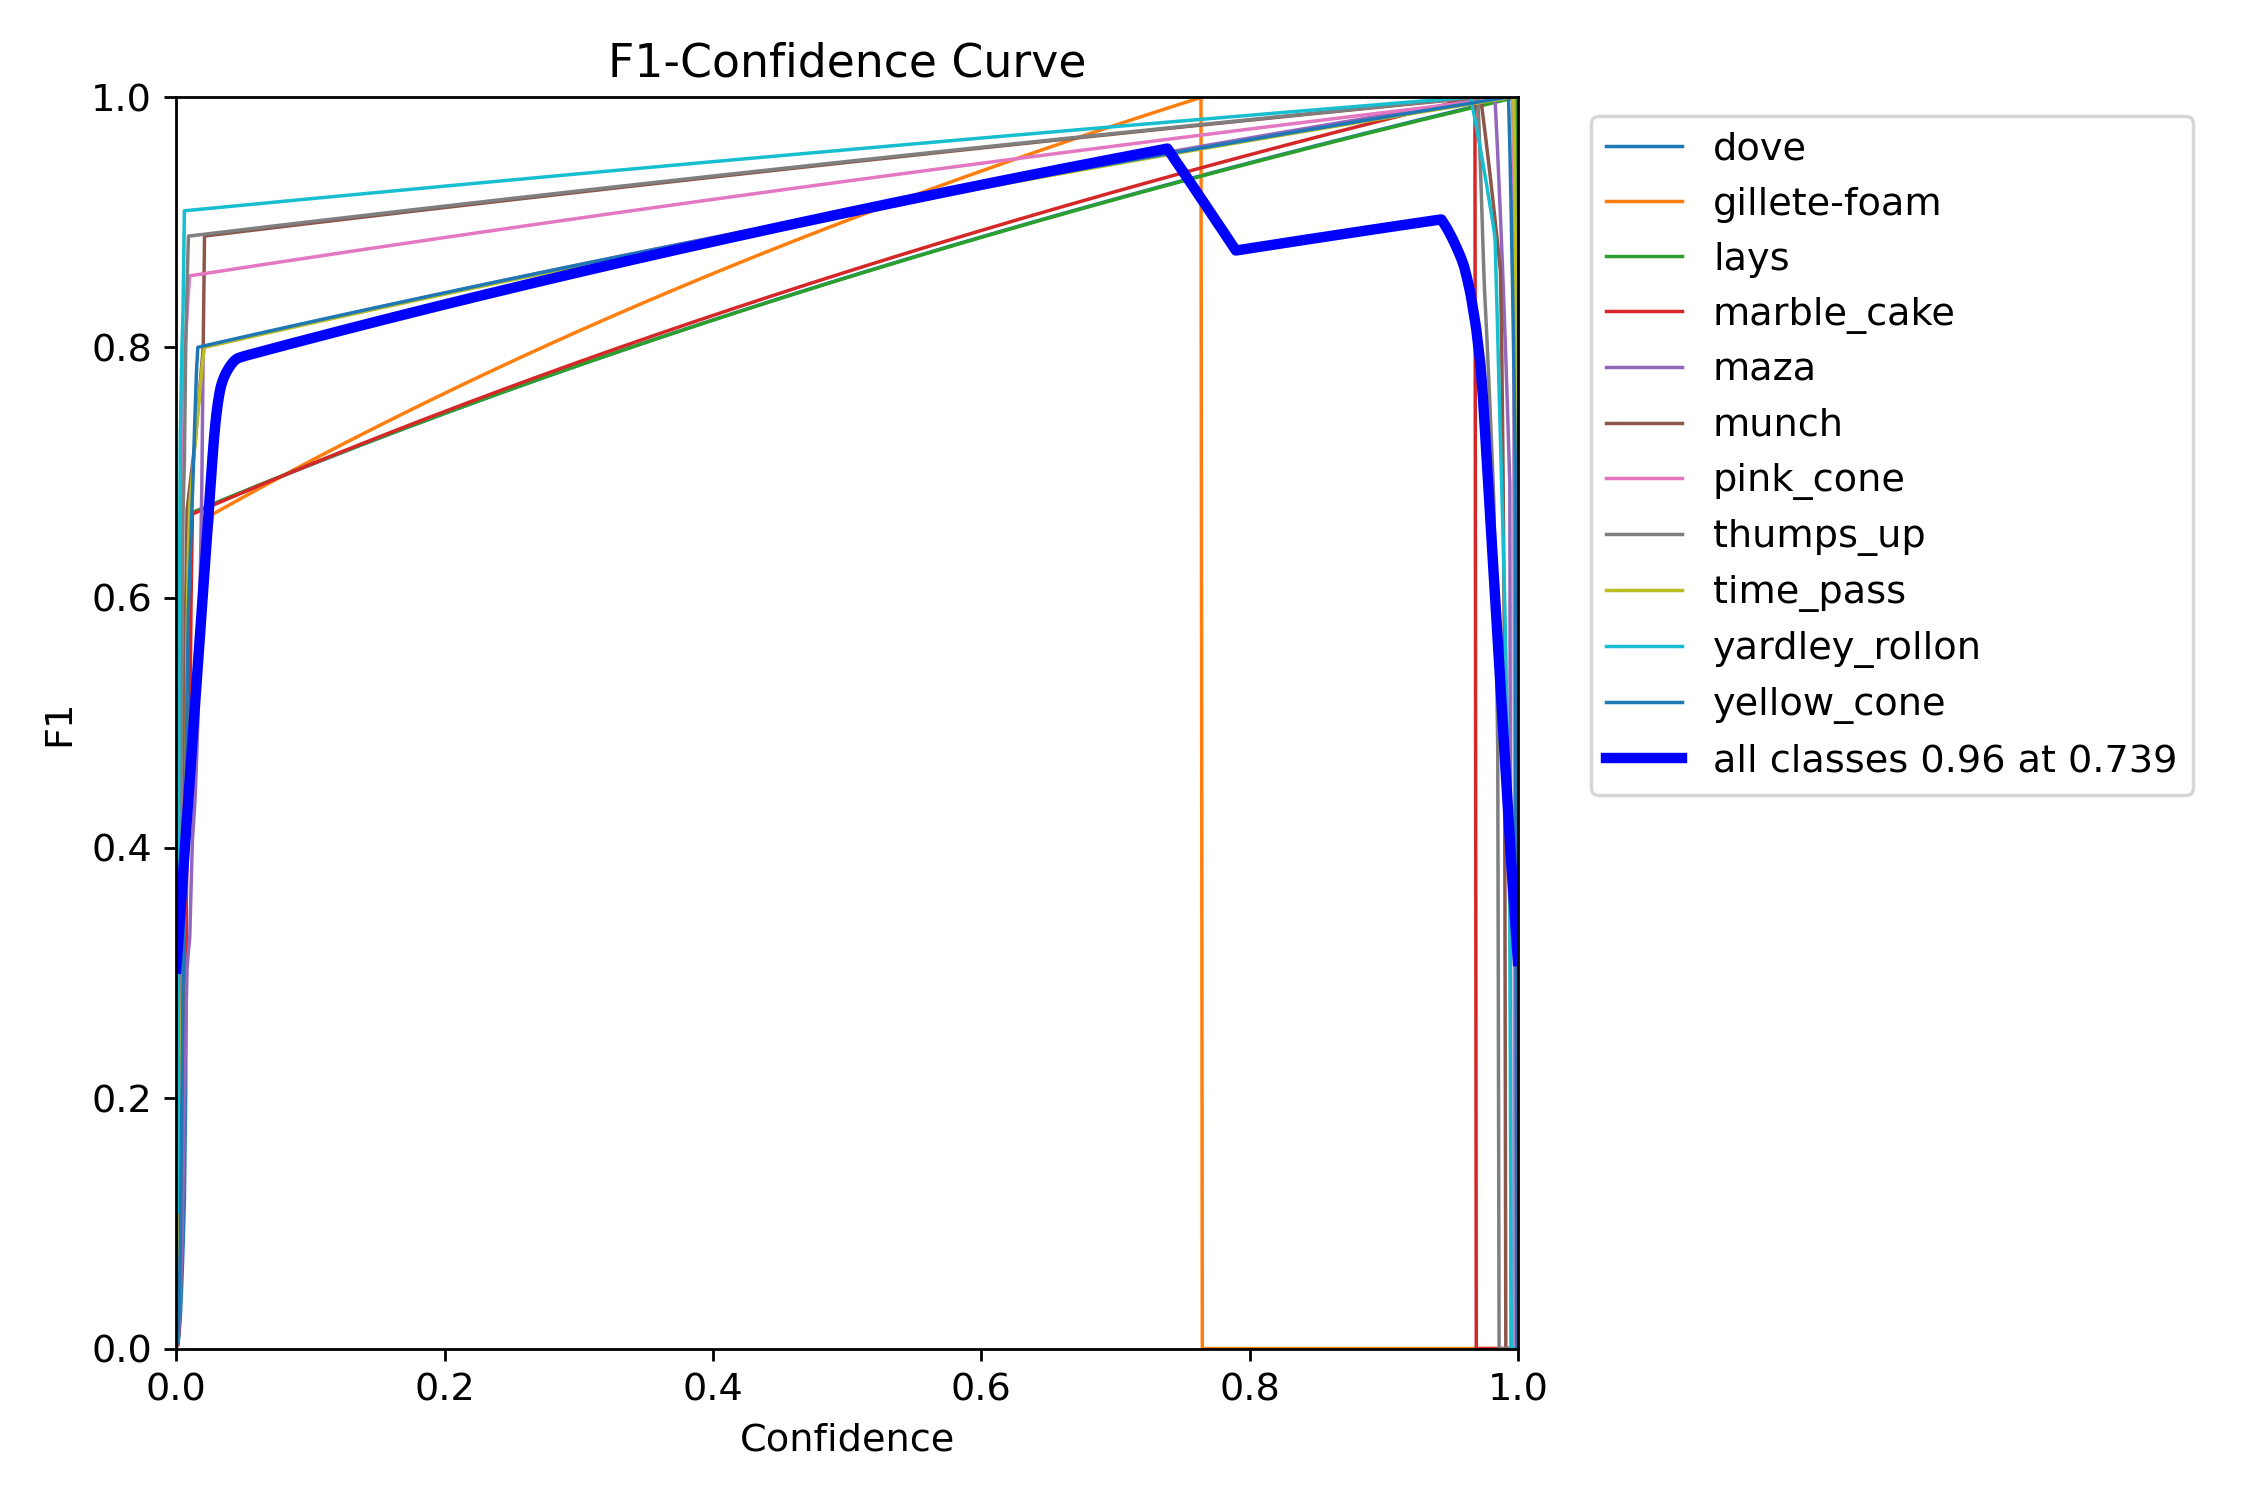 F1-Confidence Curve
1.0
0.8
0.6
0.4
0.2
0.0
F1
0.0 0.2 0.4 0.6 0.8 1.0
Confidence
dove
gillete-foam
lays
marble_cake
maza
munch
pink_cone
thumps_up
time_pass
yardley_rollon
yellow_cone
all classes 0.96 at 0.739